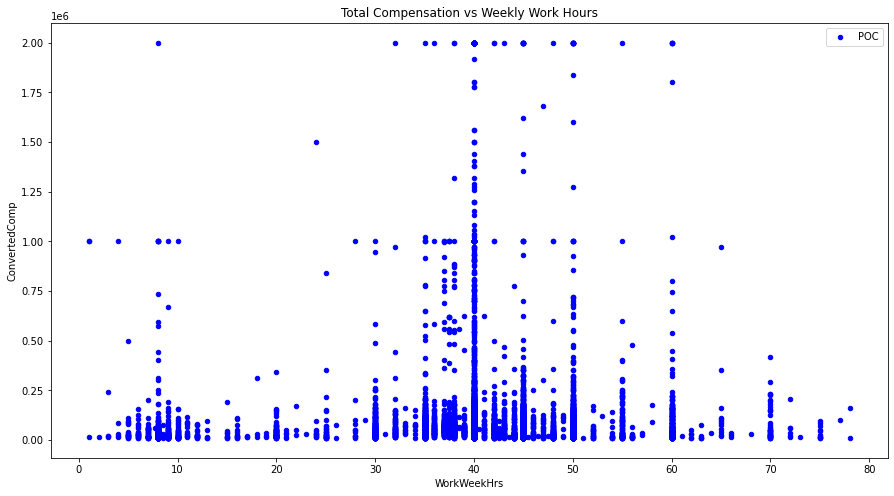 Total Compensation vs Weekly Work Hours
1e6
POC
2.00
1.75
1.50
1.25
1.00
0.75
0.50
0.25
0.00
ConvertedComp
0 10 20 30 40 50 60 70 80
WorkWeekHrs